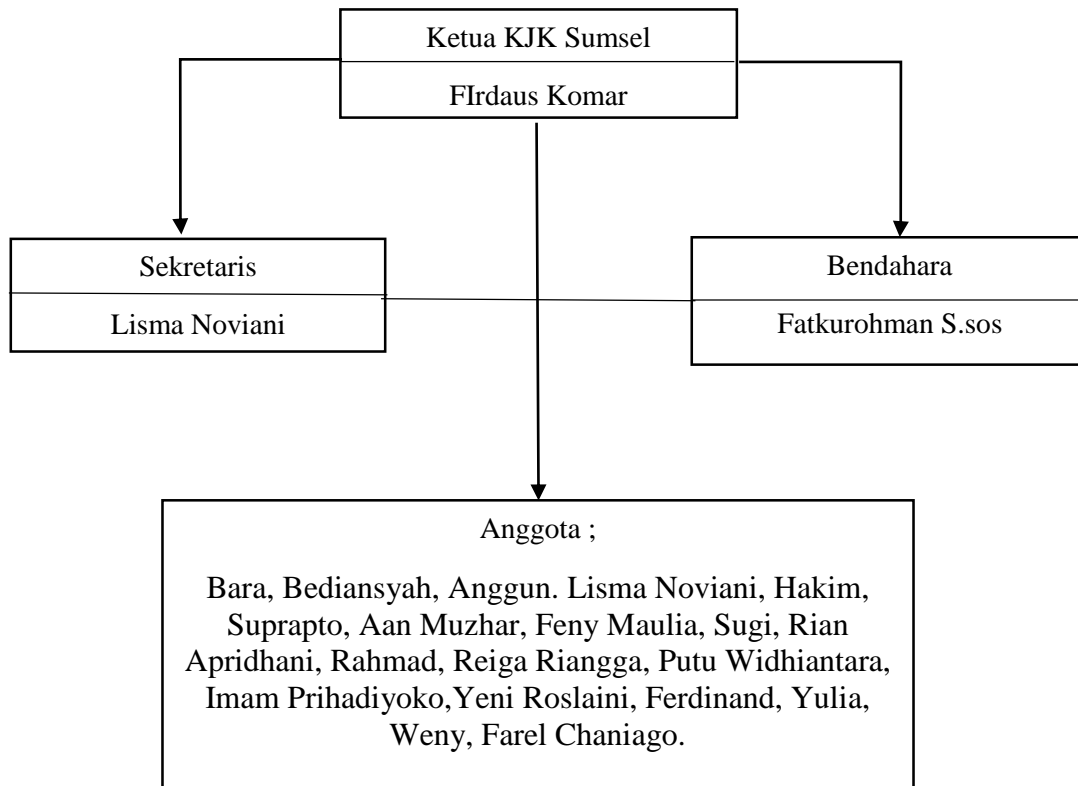 Ketua KJK Sumsel
FIrdaus Komar
Sekretaris
Lisma Noviani
Bendahara
Fatkurohman S.sos
Anggota ;
Bara, Bediansyah, Anggun. Lisma Noviani, Hakim,
Suprapto, Aan Muzhar, Feny Maulia, Sugi, Rian
Apridhani, Rahmad, Reiga Riangga, Putu Widhiantara,
Imam Prihadiyoko,Yeni Roslaini, Ferdinand, Yulia,
Weny, Farel Chaniago.